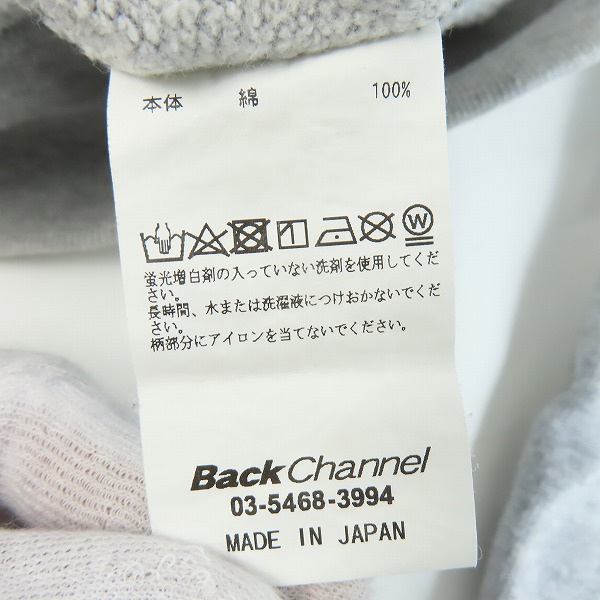 本体 綿 100%
W
蛍光増白剤の入っていない洗剤を使用してくだ
さい。
長時間、水または洗濯液につけおかないでくだ
さい。
柄部分にアイロンを当てないでください。
BackChannel
03-5468-3994
MADE IN JAPAN